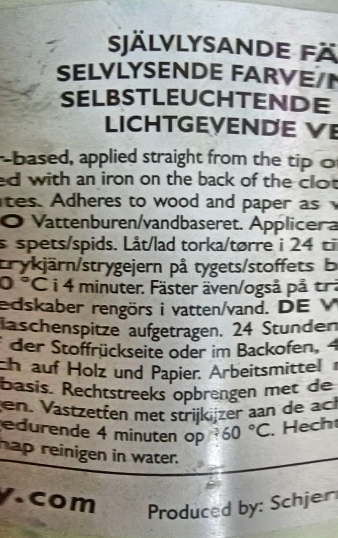 SJÄLVLYSANDE FÄ
SELVLYSENDE FARVE/
SELBSTLEUCHTENDE
LICHTGEVENDE VE
-based, applied straight from the tip o
ed with an iron on the back of the clot
tes. Adheres to wood and paper as
O Vattenburen/vandbaseret. Applicera
s spets/spids. Låt/lad torka/tørre i 24 ti
trykjärn/strygejern på tygets/stoffets b
0 °C i 4 minuter. Fäster även/også på trä
edskaber rengörs i vatten/vand. DE W
laschenspitze aufgetragen. 24 Stunden
f der Stoffrückseite oder im Backofen, 4
ch auf Holz und Papier. Arbeitsmittel
basis. Rechtstreeks opbrengen met de
en. Vastzetten met strijkijzer aan de ach
edurende 4 minuten op 160 °C. Hecht
hap reinigen in water.
y.com
Produced by: Schjer